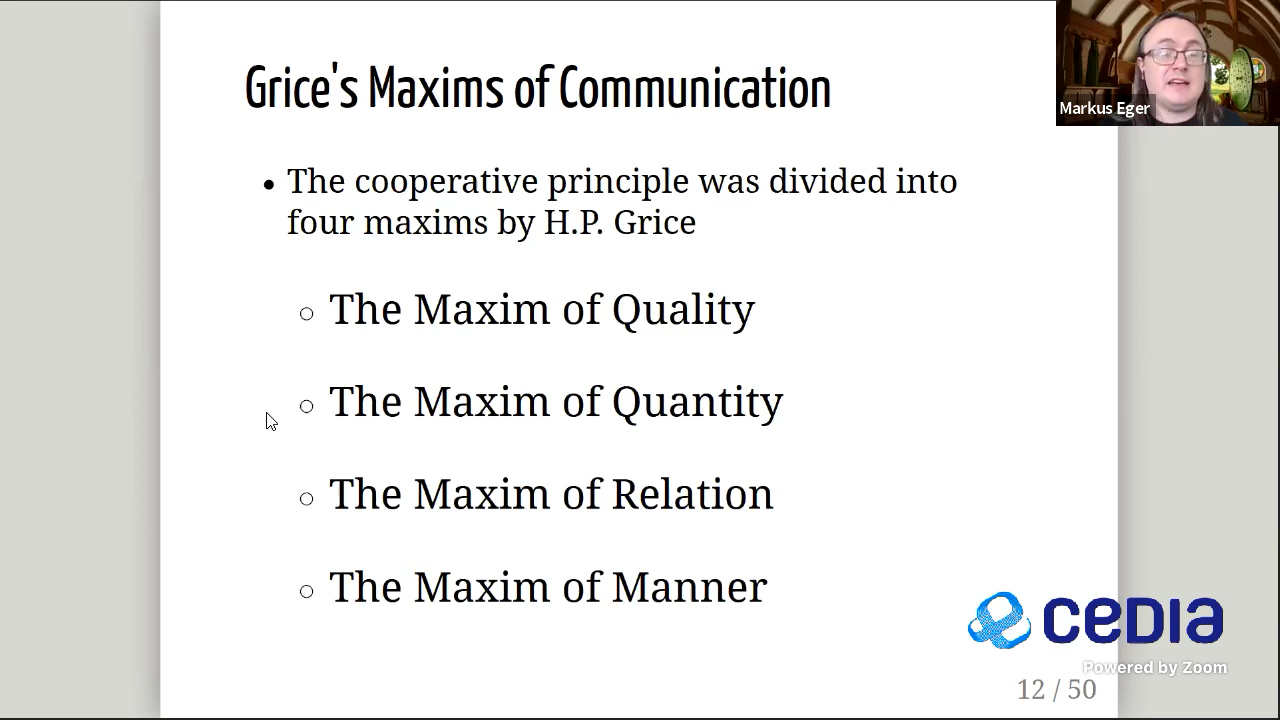 Grice's Maxims of Communication
Markus Eger
• The cooperative principle was divided into
four maxims by H.P. Grice
○ The Maxim of Quality
○ The Maxim of Quantity
○ The Maxim of Relation
○ The Maxim of Manner
ceDIA
Powered by Zoom
12 / 50